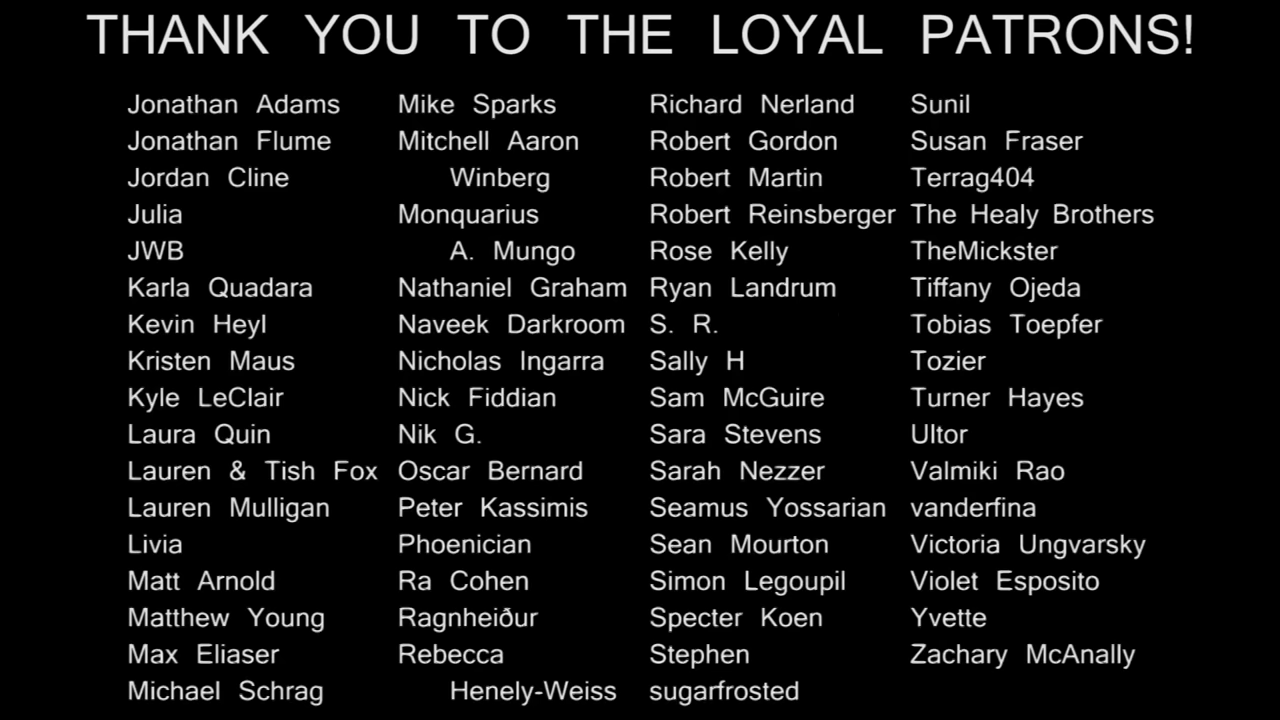 THANK YOU TO THE LOYAL PATRONS!
Jonathan Adams
Jonathan Flume
Jordan Cline
Julia
JWB
Karla Quadara
Kevin Heyl
Kristen Maus
Kyle LeClair
Laura Quin
Lauren & Tish Fox
Lauren Mulligan
Livia
Matt Arnold
Matthew Young
Max Eliaser
Michael Schrag
Mike Sparks
Mitchell Aaron
Winberg
Monquarius
A. Mungo
Nathaniel Graham
Naveek Darkroom
Nicholas Ingarra
Nick Fiddian
Nik G.
Oscar Bernard
Peter Kassimis
Phoenician
Ra Cohen
Ragnheiður
Rebecca
Henely-Weiss
Richard Nerland
Robert Gordon
Robert Martin
Robert Reinsberger
Rose Kelly
Ryan Landrum
S. R.
Sally H
Sam McGuire
Sara Stevens
Sarah Nezzer
Seamus Yossarian
Sean Mourton
Simon Legoupil
Specter Koen
Stephen
sugarfrosted
Sunil
Susan Fraser
Terrag404
The Healy Brothers
TheMickster
Tiffany Ojeda
Tobias Toepfer
Tozier
Turner Hayes
Ultor
Valmiki Rao
vanderfina
Victoria Ungvarsky
Violet Esposito
Yvette
Zachary McAnally